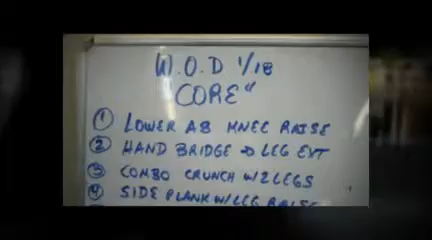 W.O.D 1/18
"CORE"
① LOWER AB KNEE RAISE
② HAND BRIDGE → LEG EXT
③ COMBO CRUNCH W/2 LEGS
④ SIDE PLANK W/ LEG RAISE